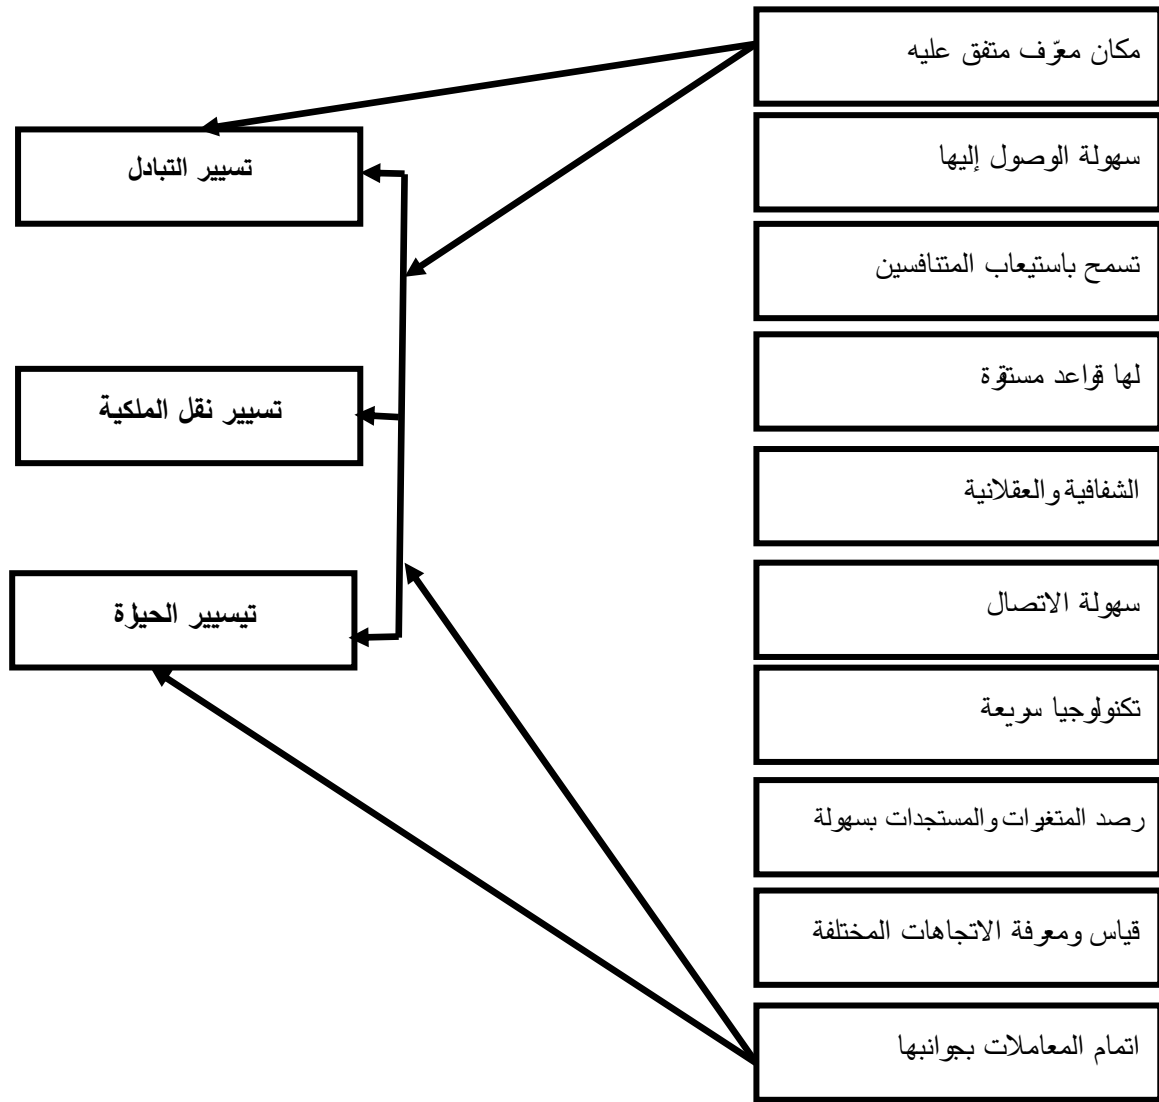 مكان معرّف متفق عليه
سهولة الوصول إليها
تسمح باستيعاب المتنافسين
لها قواعد مستقرة
الشفافية والعقلانية
سهولة الاتصال
تكنولوجيا سريعة
رصد المتغيرات والمستجدات بسهولة
قياس ومعرفة الاتجاهات المختلفة
اتمام المعاملات بجوانبها
تسيير التبادل
تسيير نقل الملكية
تيسيير الحيازة